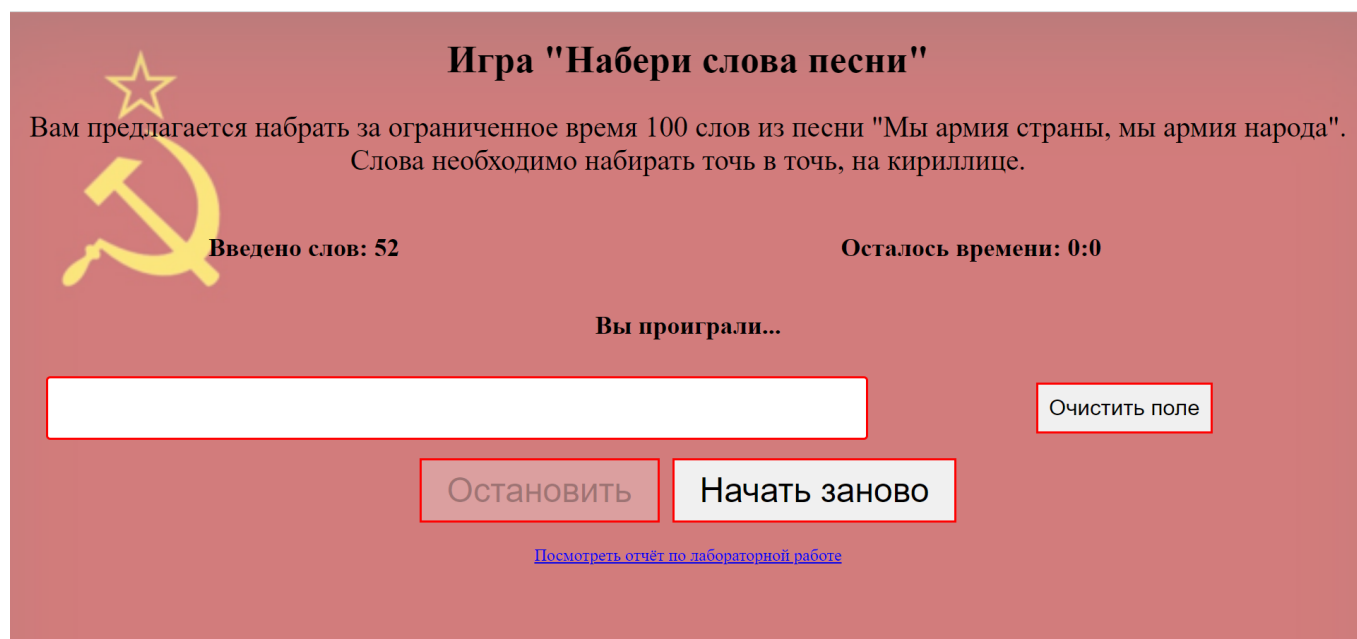 Игра "Набери слова песни"
Вам предлагается набрать за ограниченное время 100 слов из песни "Мы армия страны, мы армия народа".
Слова необходимо набирать точь в точь, на кириллице.
Введено слов: 52
Осталось времени: 0:0
Вы проиграли...
Очистить поле
Остановить
Начать заново
Посмотреть отчёт по лабораторной работе